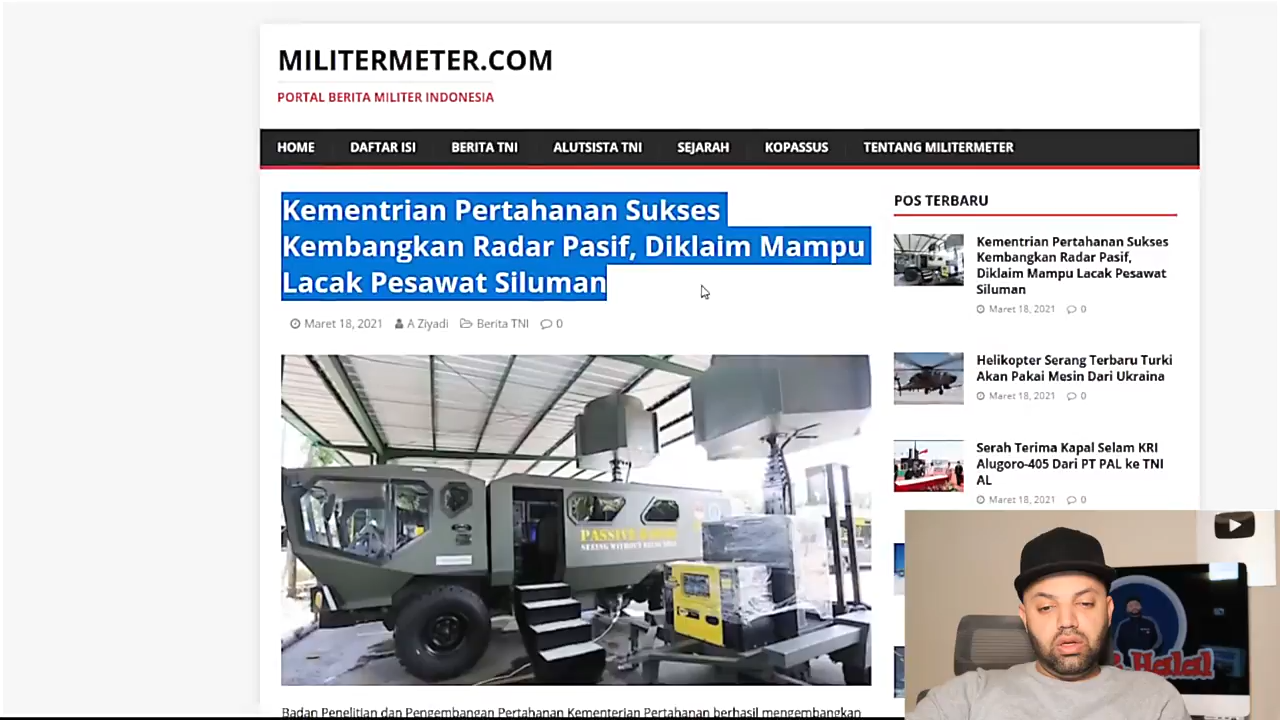 MILITERMETER.COM
PORTAL BERITA MILITER INDONESIA
HOME DAFTAR ISI BERITA TNI ALUTSISTA TNI SEJARAH KOPASSUS TENTANG MILITERMETER
Kementrian Pertahanan Sukses
Kembangkan Radar Pasif, Diklaim Mampu
Lacak Pesawat Siluman
Maret 18, 2021 A Ziyadi Berita TNI 0
PASSIVE
Badan Penelitian dan Pengembangan Pertahanan Kementerian Pertahanan berhasil mengembangkan
POS TERBARU
Kementrian Pertahanan Sukses
Kembangkan Radar Pasif,
Diklaim Mampu Lacak Pesawat
Siluman
Maret 18, 2021 0
Helikopter Serang Terbaru Turki
Akan Pakai Mesin Dari Ukraina
Maret 18, 2021 0
Serah Terima Kapal Selam KRI
Alugoro-405 Dari PT PAL ke TNI
AL
Maret 18, 2021 0
Halal